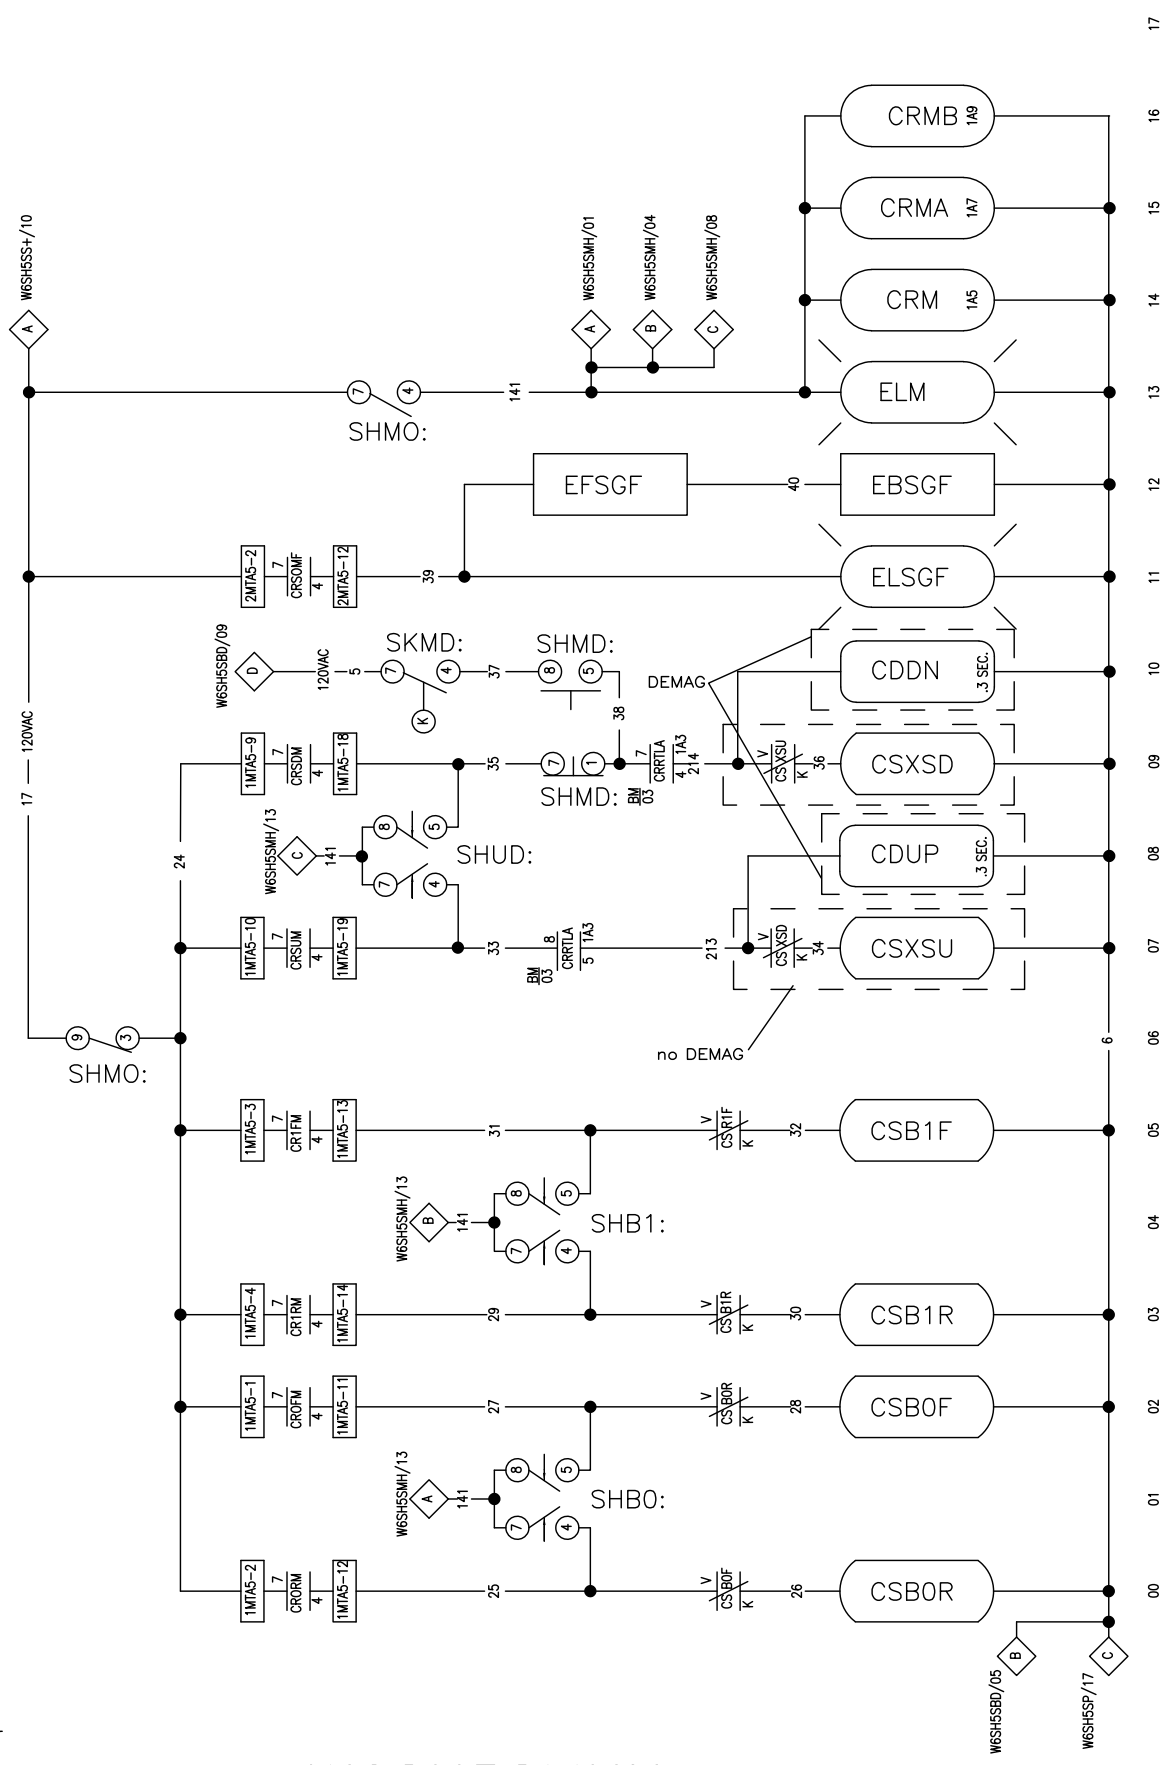 W6SH5SS+/10
A
17
120VAC
9
3
SHMO:
24
7
4
SHMO:
141
A
W6SH5SMH/01
B
W6SH5SMH/04
C
W6SH5SMH/08
1MTA5-2
7
CR0RM
4
1MTA5-12
25
V
CSB0F
K
26
CSB0R
00
W6SH5SMH/13
A
141
7
4
8
5
SHB0:
01
1MTA5-1
7
CR0FM
4
1MTA5-11
27
V
CSB0R
K
28
CSB0F
02
1MTA5-4
7
CR1RM
4
1MTA5-14
29
V
CSB1R
K
30
CSB1R
03
W6SH5SMH/13
B
141
7
4
8
5
SHB1:
04
1MTA5-3
7
CR1FM
4
1MTA5-13
31
V
CSR1F
K
32
CSB1F
05
6
06
no DEMAG
1MTA5-10
7
CRSUM
4
1MTA5-19
33
BM
03
8
CRRTLA
5
1A3
213
V
CSXSD
K
34
CSXSU
07
W6SH5SMH/13
C
141
7
4
8
5
SHUD:
CDUP
.3 SEC.
08
1MTA5-9
7
CRSDM
4
1MTA5-18
35
7
1
SHMD:
BM
03
7
CRRTLA
4
1A3
214
V
CSXSU
K
36
CSXSD
09
W6SH5SBD/09
D
120VAC
5
SKMD:
7
4
K
37
SHMD:
8
5
38
DEMAG
CDDN
.3 SEC.
10
2MTA5-2
7
CRSOMF
4
2MTA5-12
39
ELSGF
11
EFSGF
40
EBSGF
12
ELM
13
CRM
1A5
14
CRMA
1A7
15
CRMB
1A9
16
17
W6SH5SBD/05
B
W6SH5SP/17
C